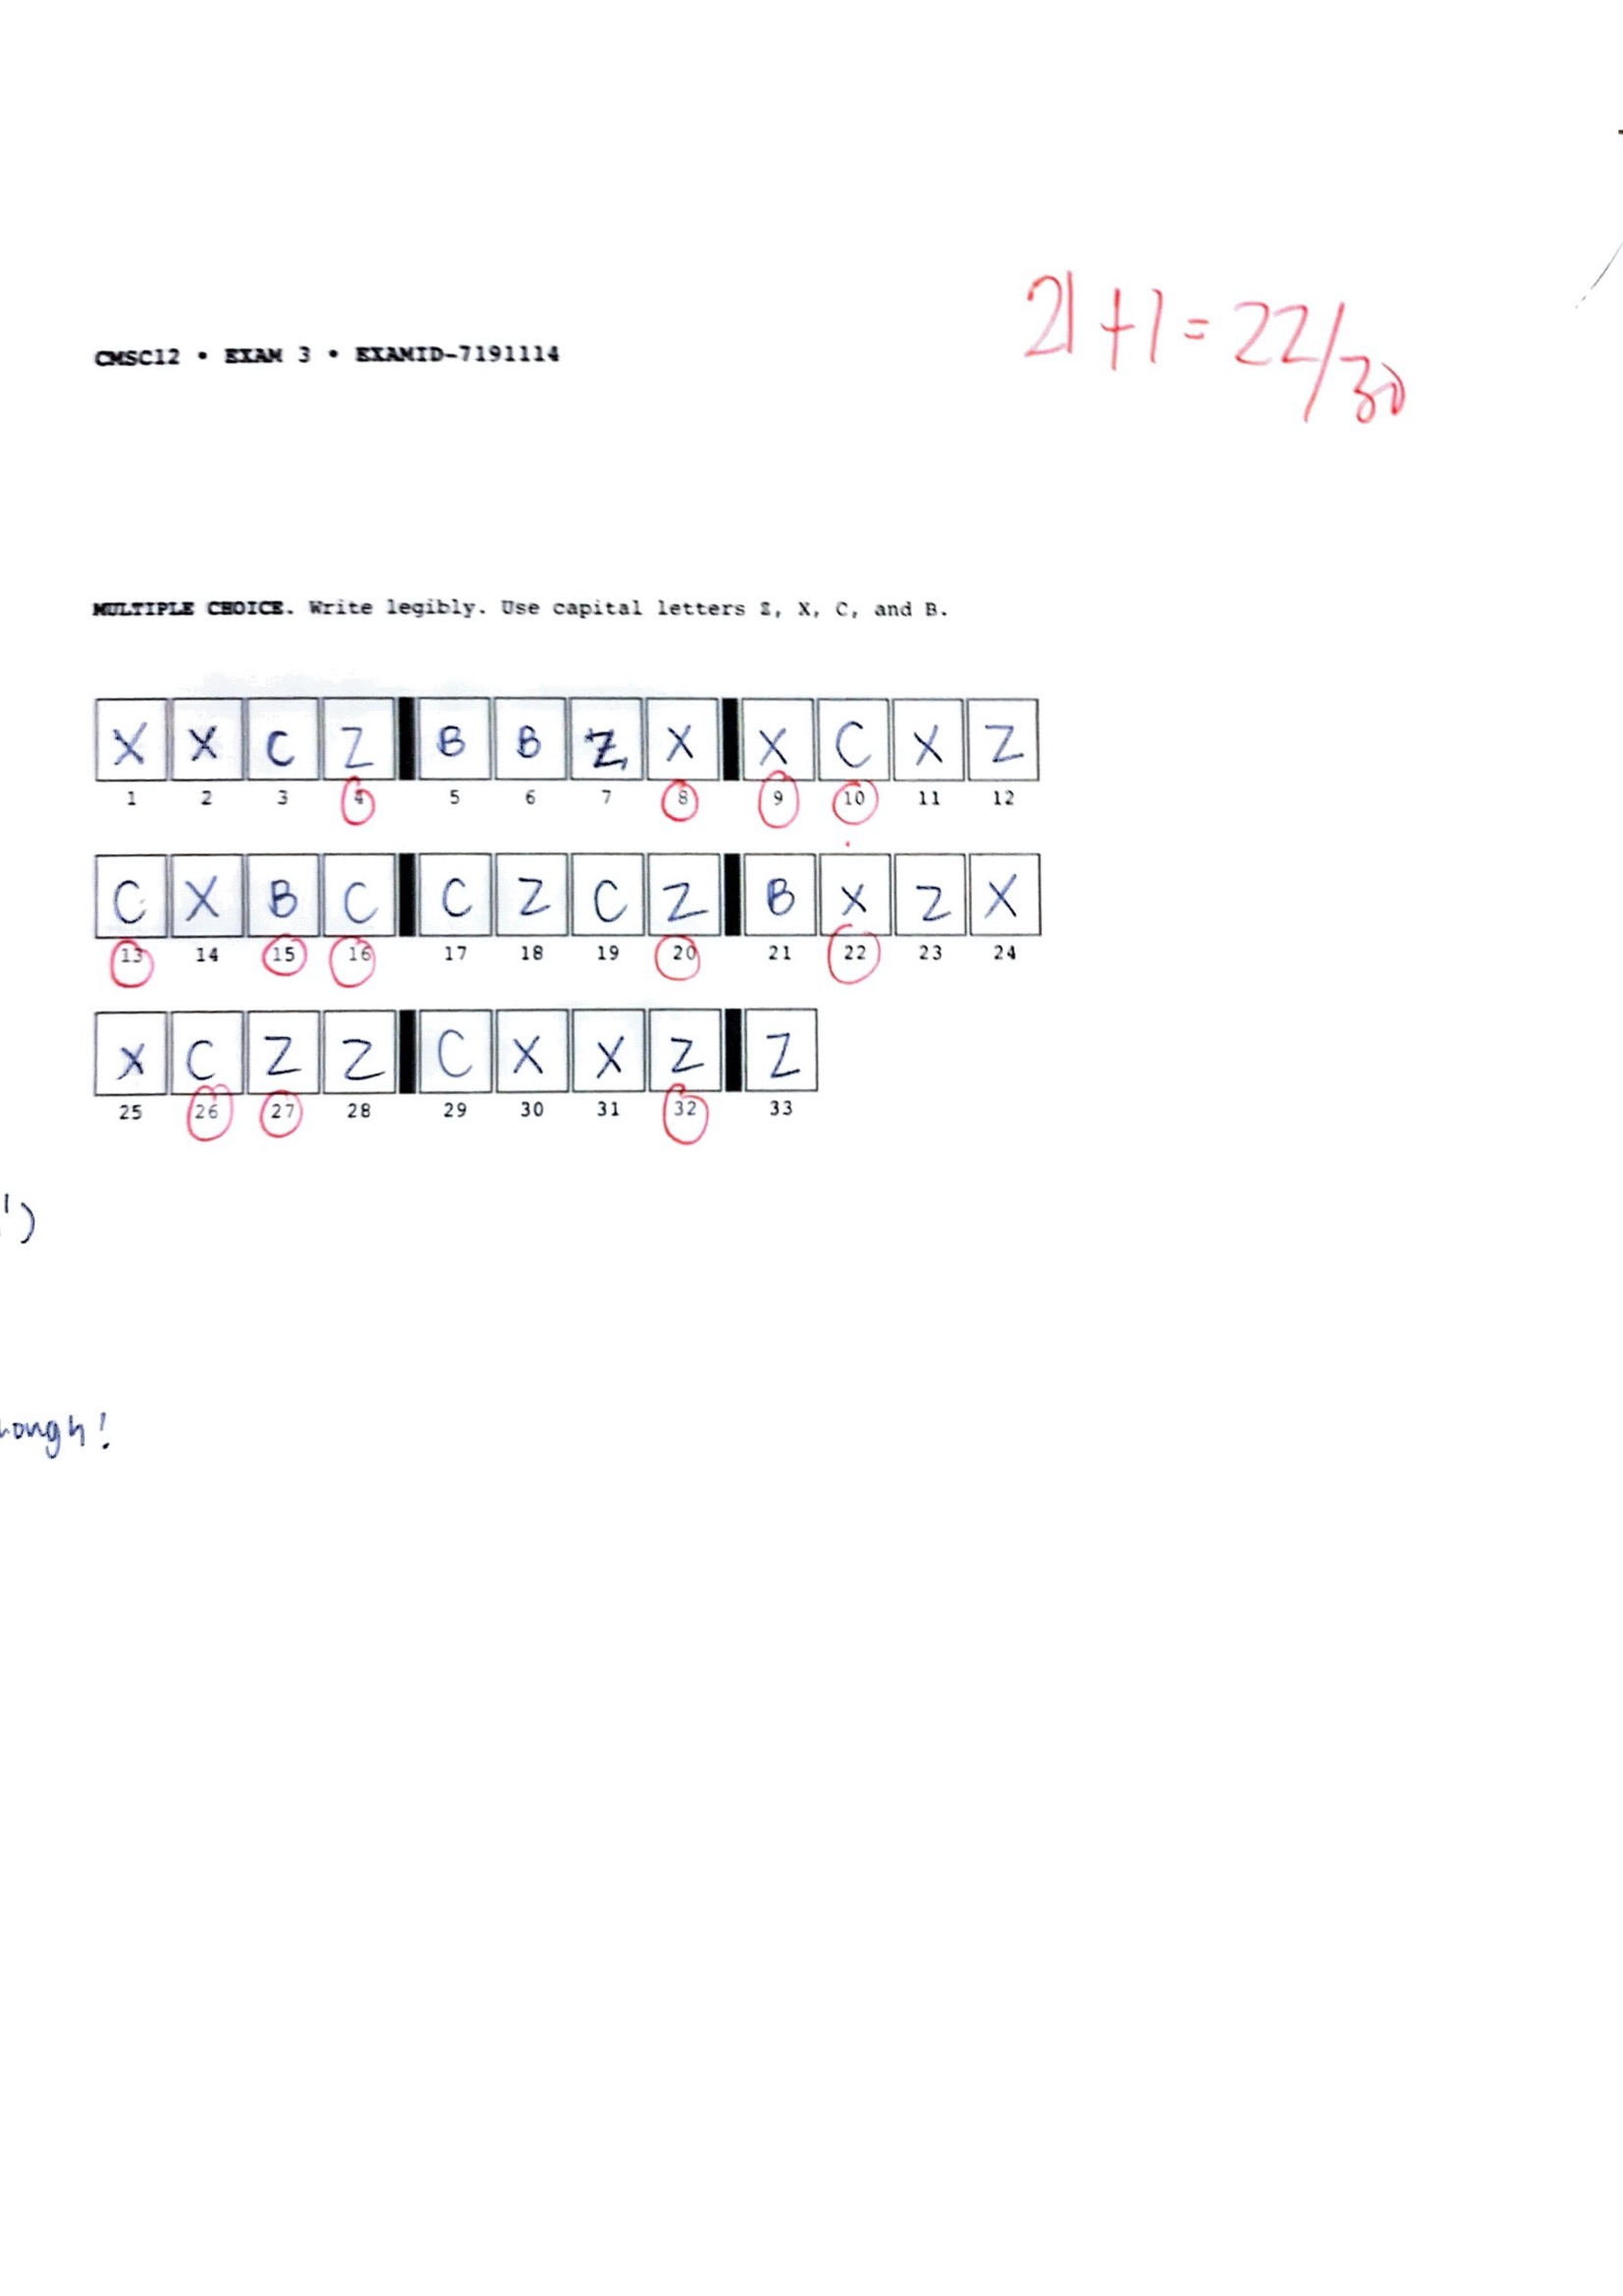 21+1=22/30
CMSC12 • EXAM 3 • EXAMID-7191114
MULTIPLE CHOICE. Write legibly. Use capital letters Z, X, C, and B.
X X C Z B B Z X X C X Z
1 2 3 4 5 6 7 8 9 10 11 12
C X B C C Z C Z B X Z X
13 14 15 16 17 18 19 20 21 22 23 24
X C Z Z C X X Z Z
25 26 27 28 29 30 31 32 33
')
hough!